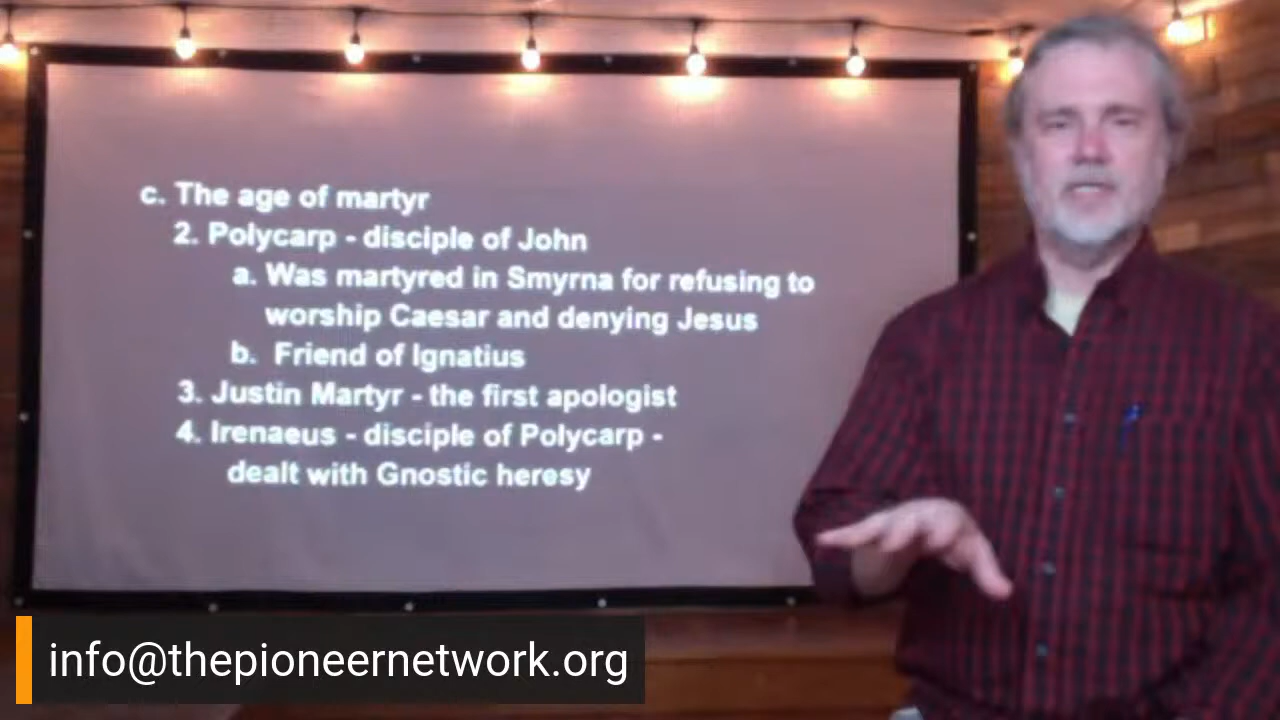 c. The age of martyr
2. Polycarp - disciple of John
a. Was martyred in Smyrna for refusing to
worship Caesar and denying Jesus
b. Friend of Ignatius
3. Justin Martyr - the first apologist
4. Irenaeus - disciple of Polycarp -
dealt with Gnostic heresy
info@thepioneernetwork.org